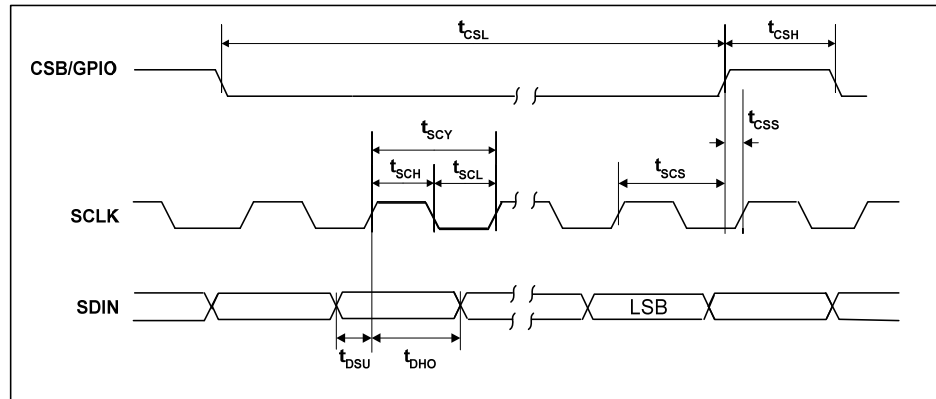 tCSL
tCSH
CSB/GPIO
tCSS
tSCY
tSCH
tSCL
tSCS
SCLK
SDIN
LSB
tDSU
tDHO